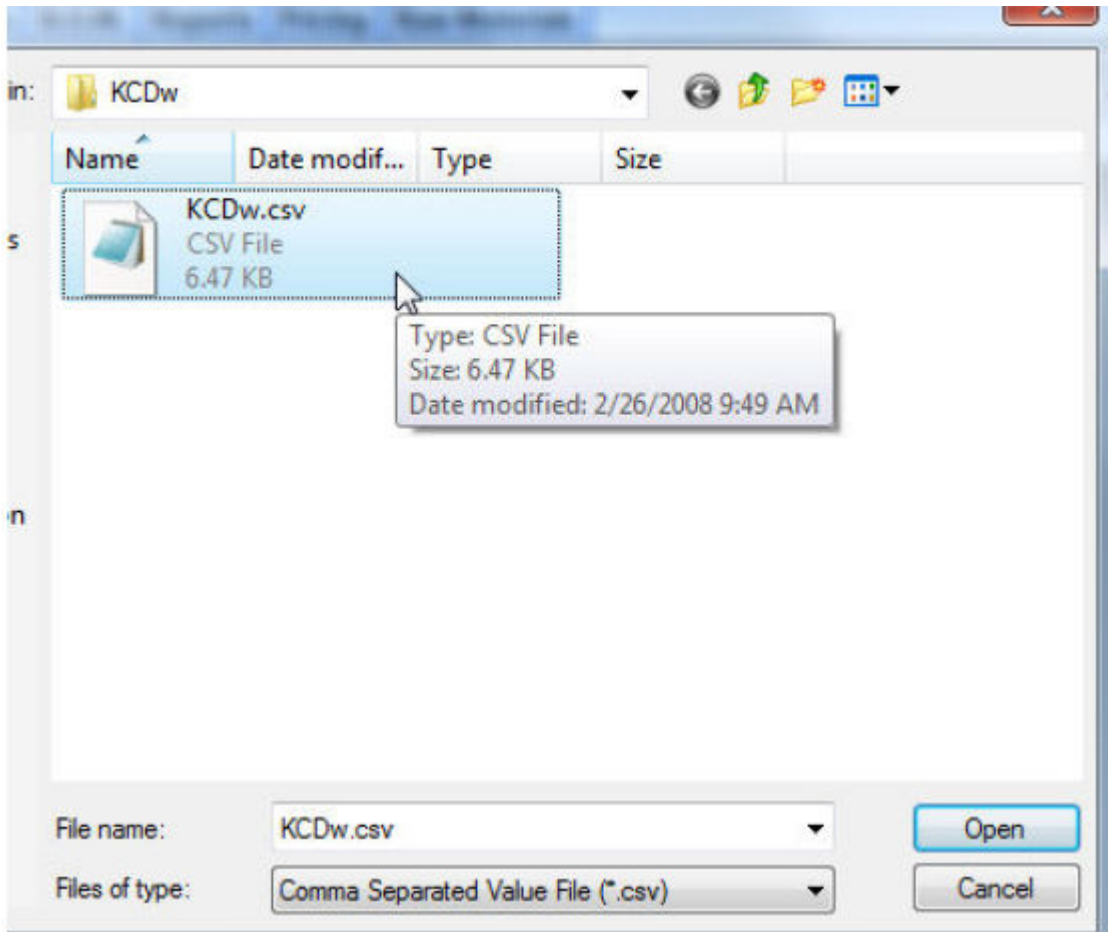 in: KCDw
Name Date modif... Type Size
KCDw.csv
s CSV File
6.47 KB
Type: CSV File
Size: 6.47 KB
Date modified: 2/26/2008 9:49 AM
n
File name: KCDw.csv Open
Files of type: Comma Separated Value File (*.csv) Cancel